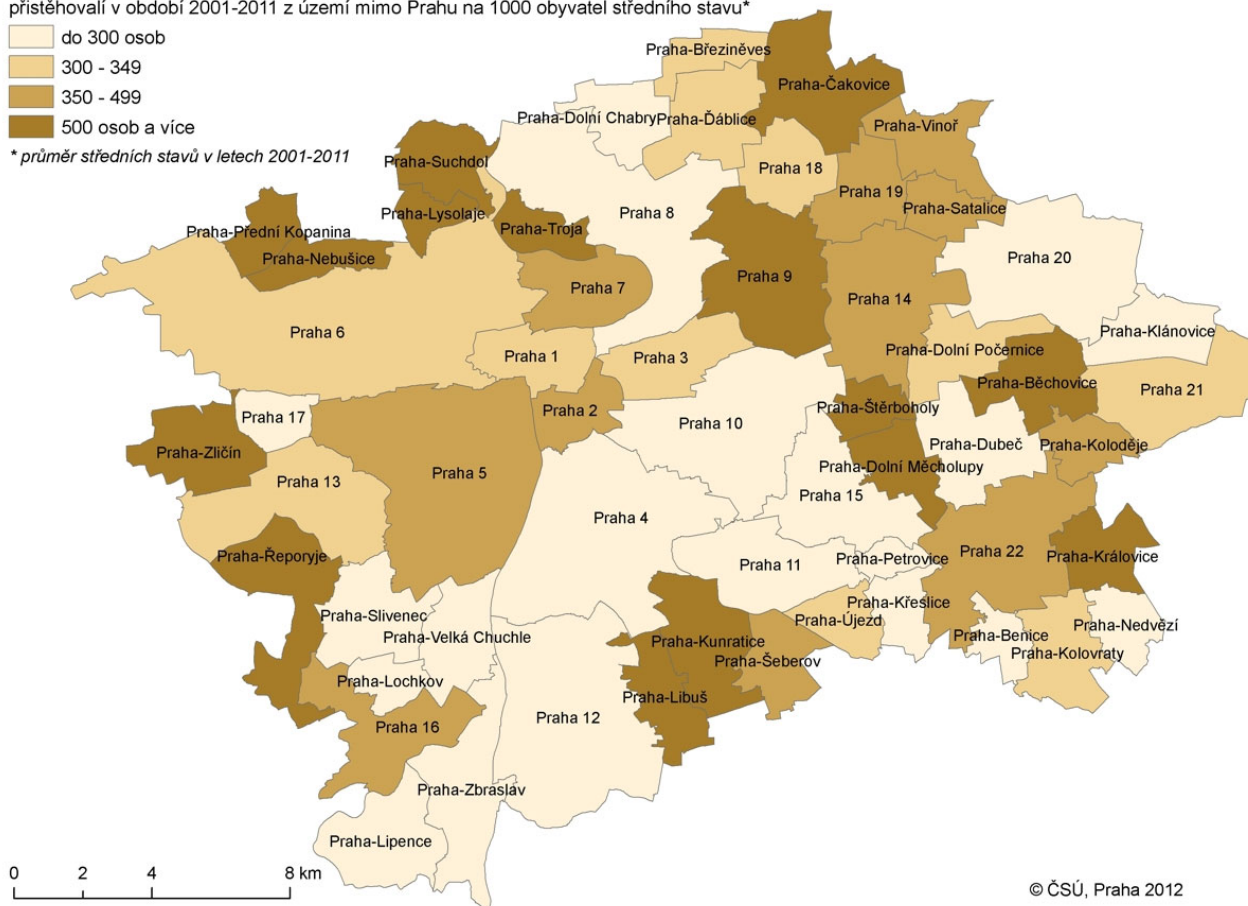 přistěhovalí v období 2001-2011 z území mimo Prahu na 1000 obyvatel středního stavu*
do 300 osob
300 - 349
350 - 499
500 osob a více
* průměr středních stavů v letech 2001-2011
Praha-Březiněves
Praha-Čakovice
Praha-Dolní Chabry
Praha-Ďáblice
Praha-Vinoř
Praha-Suchdol
Praha 18
Praha 19
Praha-Lysolaje
Praha 8
Praha-Satalice
Praha-Přední Kopanina
Praha-Troja
Praha-Nebušice
Praha 20
Praha 9
Praha 7
Praha 14
Praha 6
Praha-Klánovice
Praha 1
Praha 3
Praha-Dolní Počernice
Praha-Běchovice
Praha 21
Praha 17
Praha 2
Praha-Štěrboholy
Praha 10
Praha-Zličín
Praha-Dubeč
Praha-Koloděje
Praha 5
Praha-Dolní Měcholupy
Praha 13
Praha 15
Praha 4
Praha-Řeporyje
Praha 11
Praha-Petrovice
Praha 22
Praha-Královice
Praha-Slivenec
Praha-Křeslice
Praha-Újezd
Praha-Nedvězí
Praha-Velká Chuchle
Praha-Kunratice
Praha-Benice
Praha-Kolovraty
Praha-Šeberov
Praha-Lochkov
Praha-Libuš
Praha 12
Praha 16
Praha-Zbraslav
Praha-Lipence
0 2 4 8 km
© ČSÚ, Praha 2012